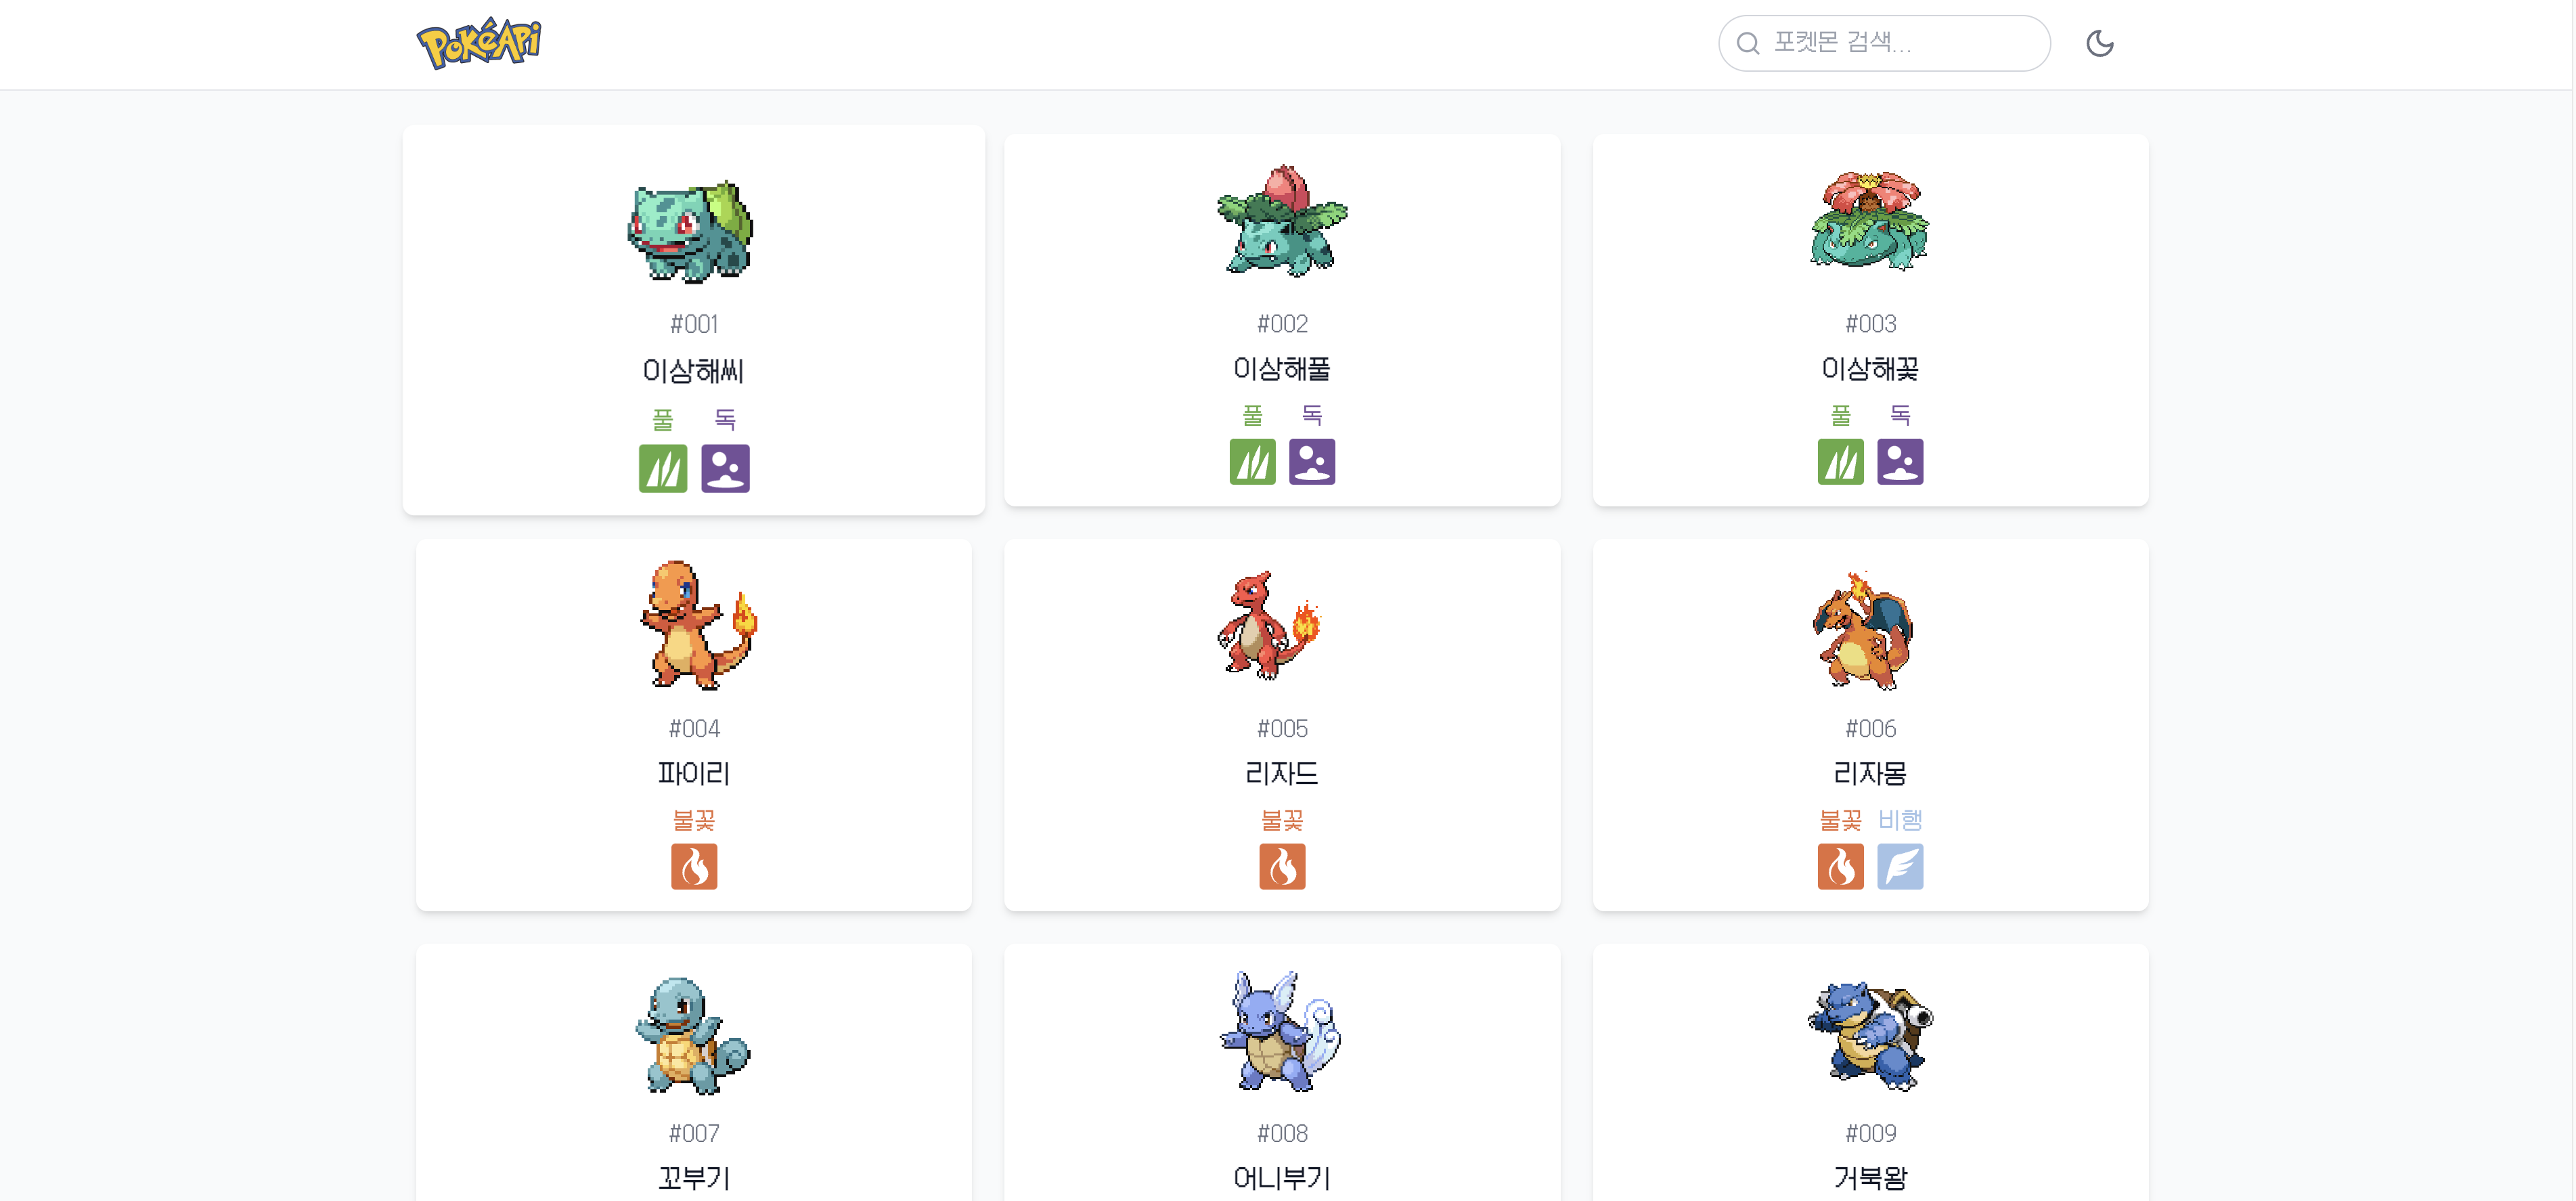 PokéApi
포켓몬 검색...
#001
이상해씨
풀 독
#002
이상해풀
풀 독
#003
이상해꽃
풀 독
#004
파이리
불꽃
#005
리자드
불꽃
#006
리자몽
불꽃 비행
#007
꼬부기
#008
어니부기
#009
거북왕